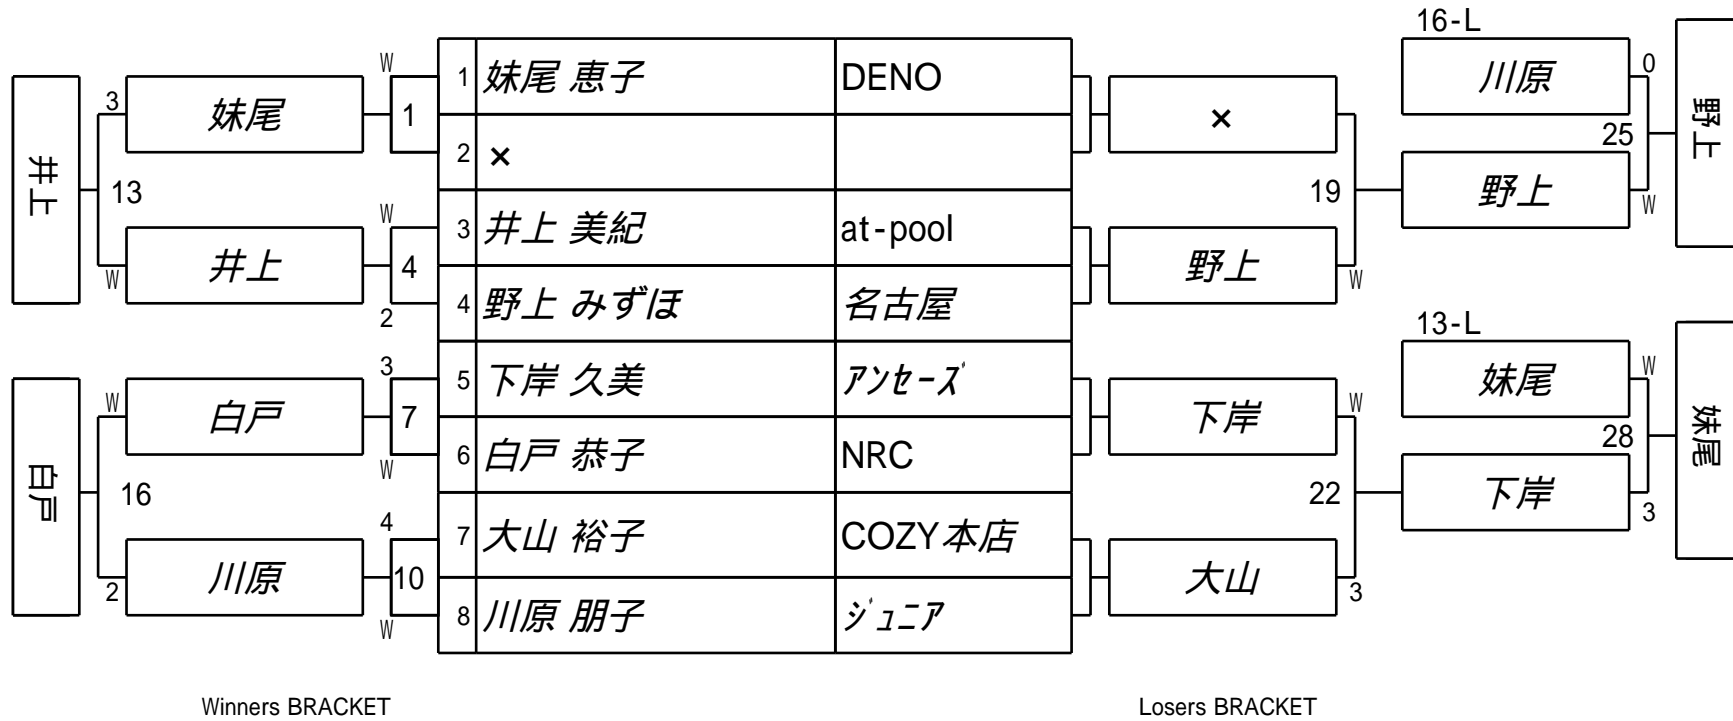 16-L
W
1 妹尾 恵子 DENO
川原 0
3 妹尾 1
×
野上
2 ×
25
井上
13
19
野上
W
W
3 井上 美紀 at-pool
W
井上 4
野上
W
2
4 野上 みずほ 名古屋
13-L
3
5 下岸 久美 アンセーズ
妹尾 W
W 白戸 7
下岸 W
妹尾
W
6 白戸 恭子 NRC
28
白戸
16
22
下岸
3
4
7 大山 裕子 COZY本店
2 川原 10
大山 3
W
8 川原 朋子 ジュニア
Winners BRACKET
Losers BRACKET